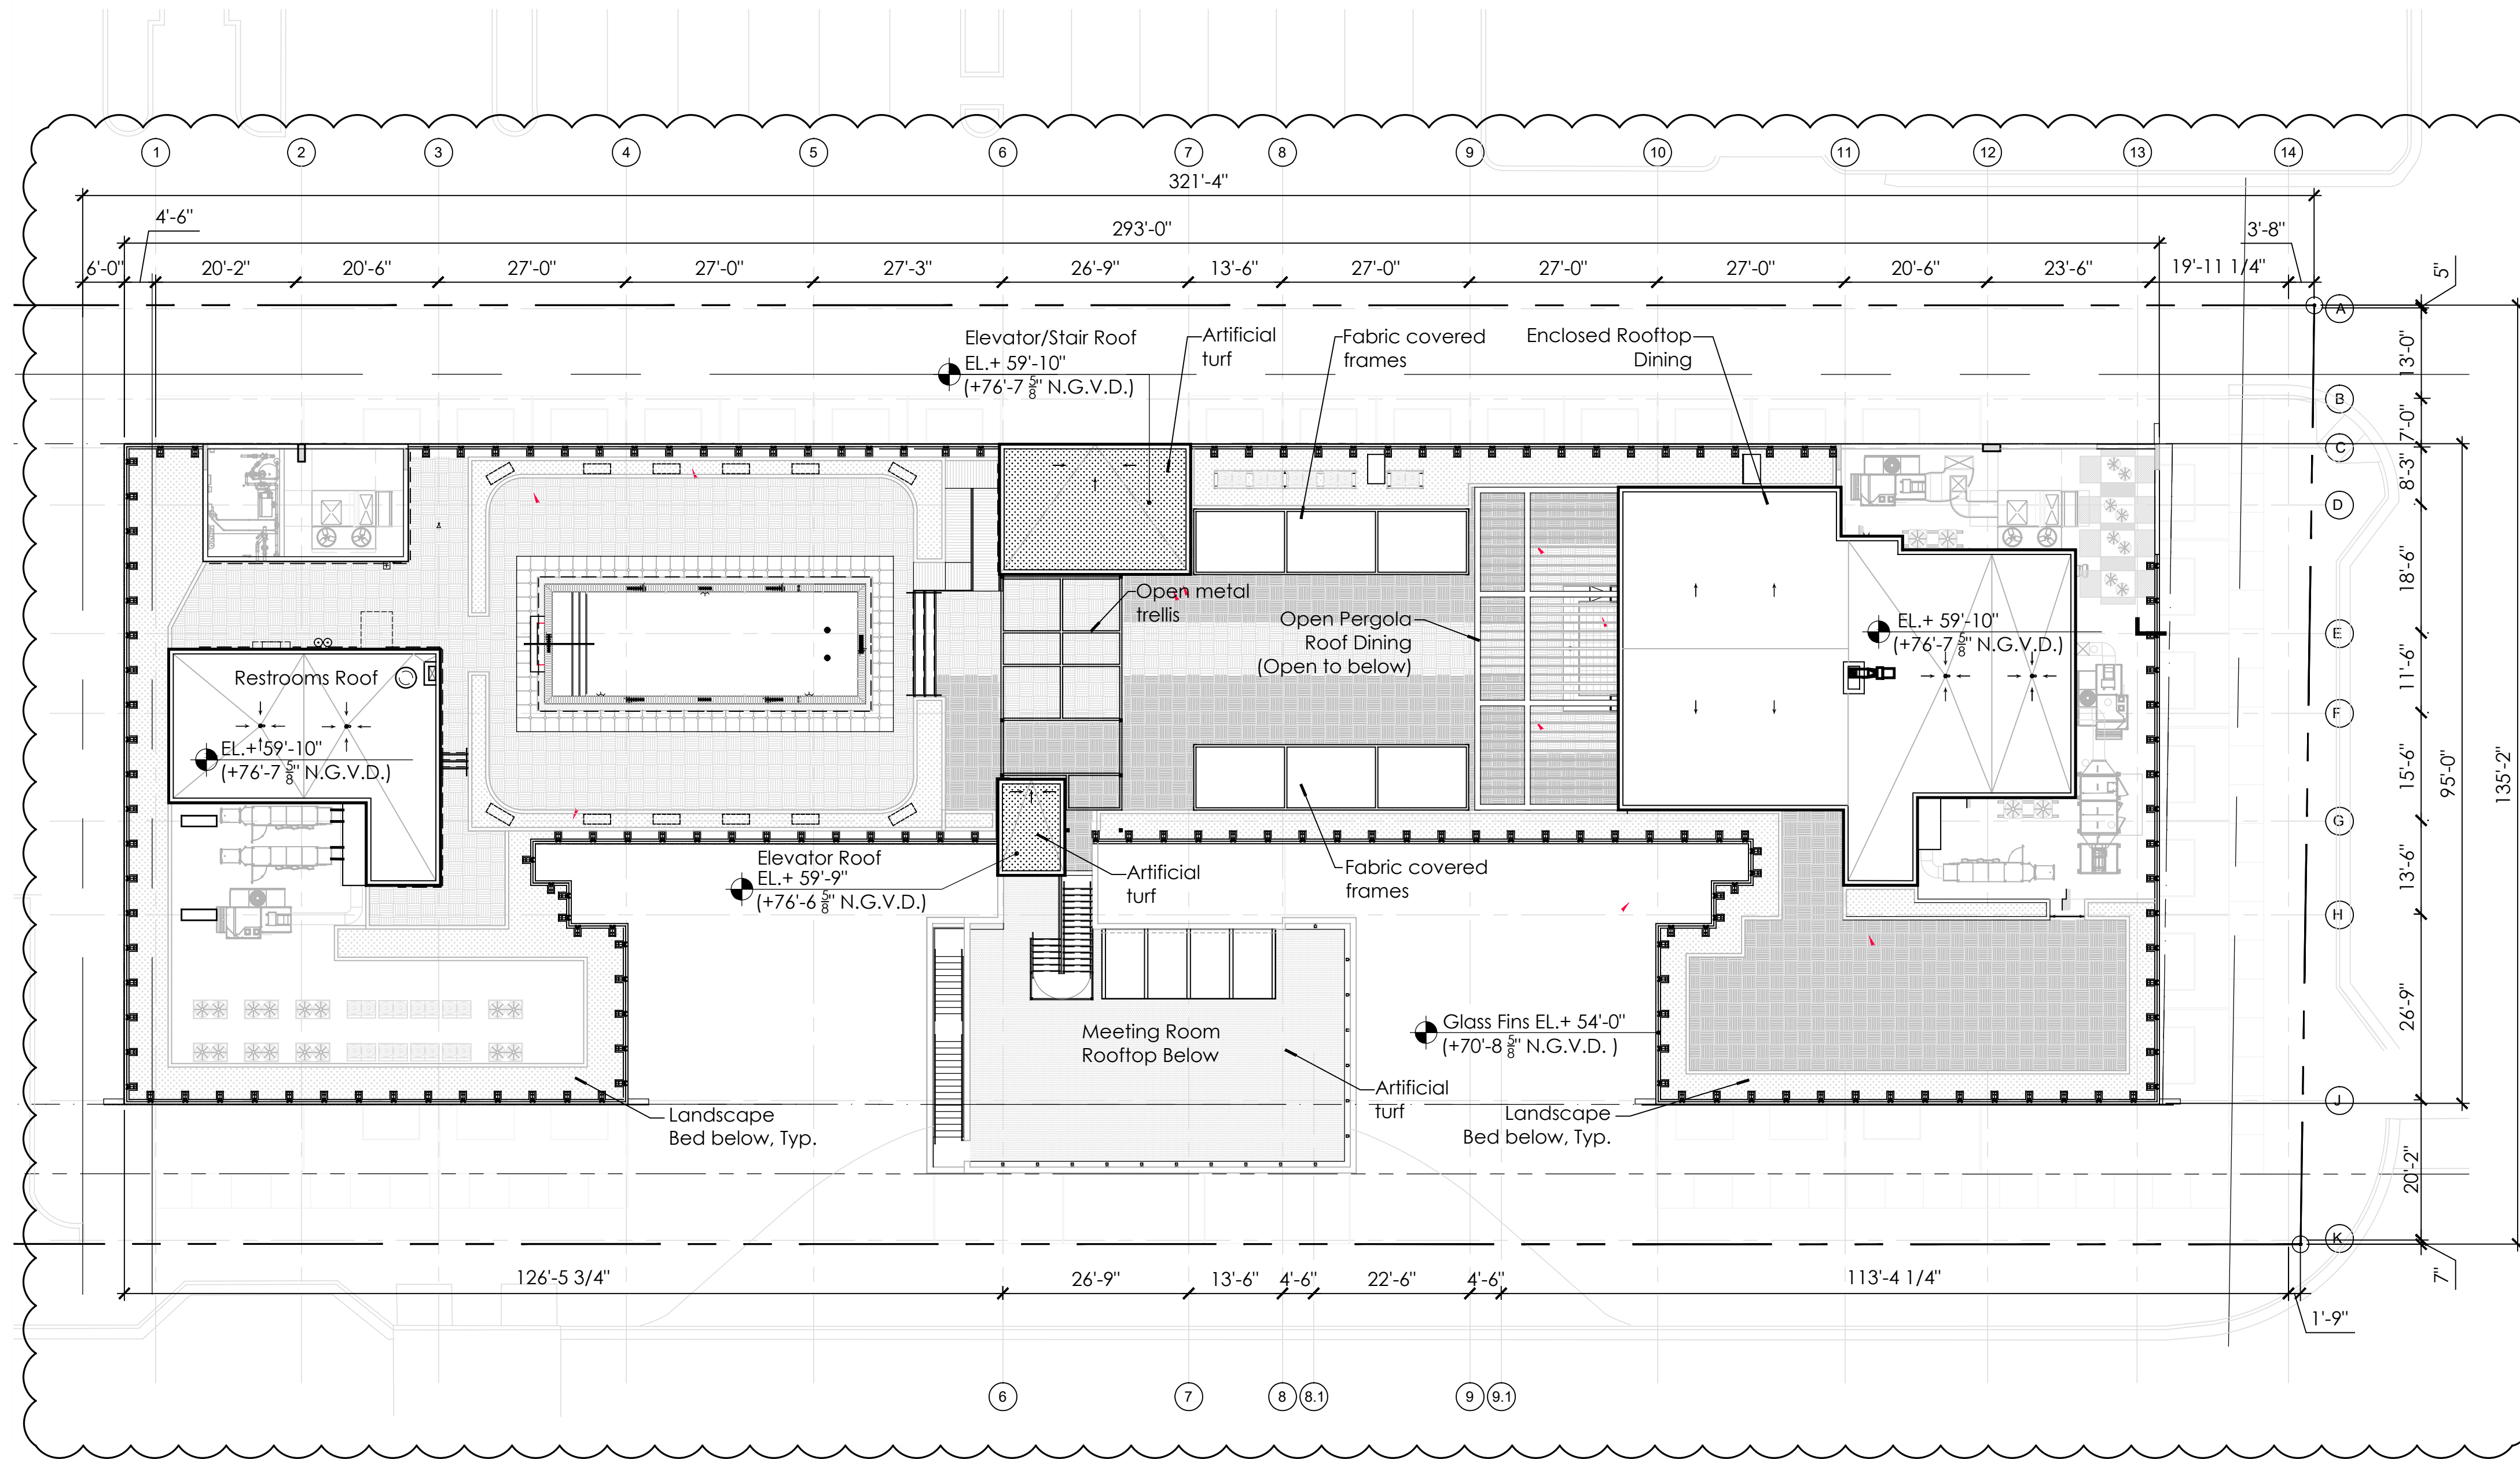 1 2 3 4 5 6 7 8 9 10 11 12 13 14
321'-4"
4'-6"
293'-0"
3'-8"
6'-0" 20'-2" 20'-6" 27'-0" 27'-0" 27'-3" 26'-9" 13'-6" 27'-0" 27'-0" 27'-0" 20'-6" 23'-6" 19'-11 1/4"
5"
A
13'-0"
B
7'-0"
C
8'-3"
D
18'-6"
E
11'-6"
F
15'-6"
G
13'-6"
H
26'-9"
J
20'-2"
K
7"
95'-0"
135'-2"
Elevator/Stair Roof
EL.+ 59'-10"
(+76'-7 5/8" N.G.V.D.)
Artificial
turf
Fabric covered
frames
Enclosed Rooftop
Dining
Open metal
trellis
Open Pergola
Roof Dining
(Open to below)
EL.+ 59'-10"
(+76'-7 5/8" N.G.V.D.)
Restrooms Roof
EL.+ 59'-10"
(+76'-7 5/8" N.G.V.D.)
Elevator Roof
EL.+ 59'-9"
(+76'-6 5/8" N.G.V.D.)
Artificial
turf
Fabric covered
frames
Meeting Room
Rooftop Below
Glass Fins EL.+ 54'-0"
(+70'-8 5/8" N.G.V.D. )
Artificial
turf
Landscape
Bed below, Typ.
Landscape
Bed below, Typ.
126'-5 3/4" 26'-9" 13'-6" 4'-6" 22'-6" 4'-6" 113'-4 1/4"
1'-9"
6 7 8 8.1 9 9.1